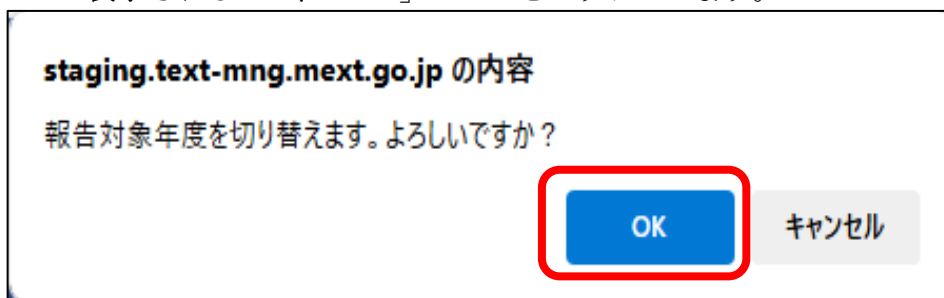 staging.text-mng.mext.go.jp の内容
報告対象年度を切り替えます。よろしいですか？
OK キャンセル